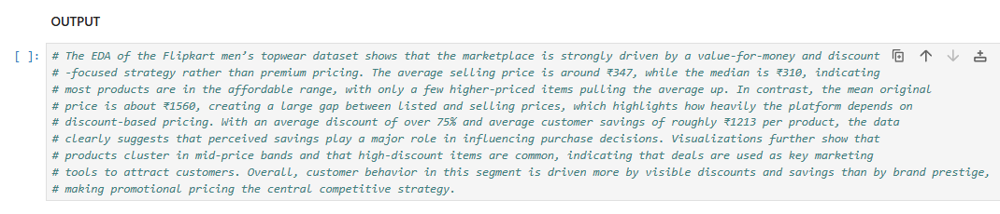 OUTPUT
[ ]: # The EDA of the Flipkart men’s topwear dataset shows that the marketplace is strongly driven by a value-for-money and discount
# -focused strategy rather than premium pricing. The average selling price is around ₹347, while the median is ₹310, indicating
# most products are in the affordable range, with only a few higher-priced items pulling the average up. In contrast, the mean original
# price is about ₹1560, creating a large gap between listed and selling prices, which highlights how heavily the platform depends on
# discount-based pricing. With an average discount of over 75% and average customer savings of roughly ₹1213 per product, the data
# clearly suggests that perceived savings play a major role in influencing purchase decisions. Visualizations further show that
# products cluster in mid-price bands and that high-discount items are common, indicating that deals are used as key marketing
# tools to attract customers. Overall, customer behavior in this segment is driven more by visible discounts and savings than by brand prestige,
# making promotional pricing the central competitive strategy.